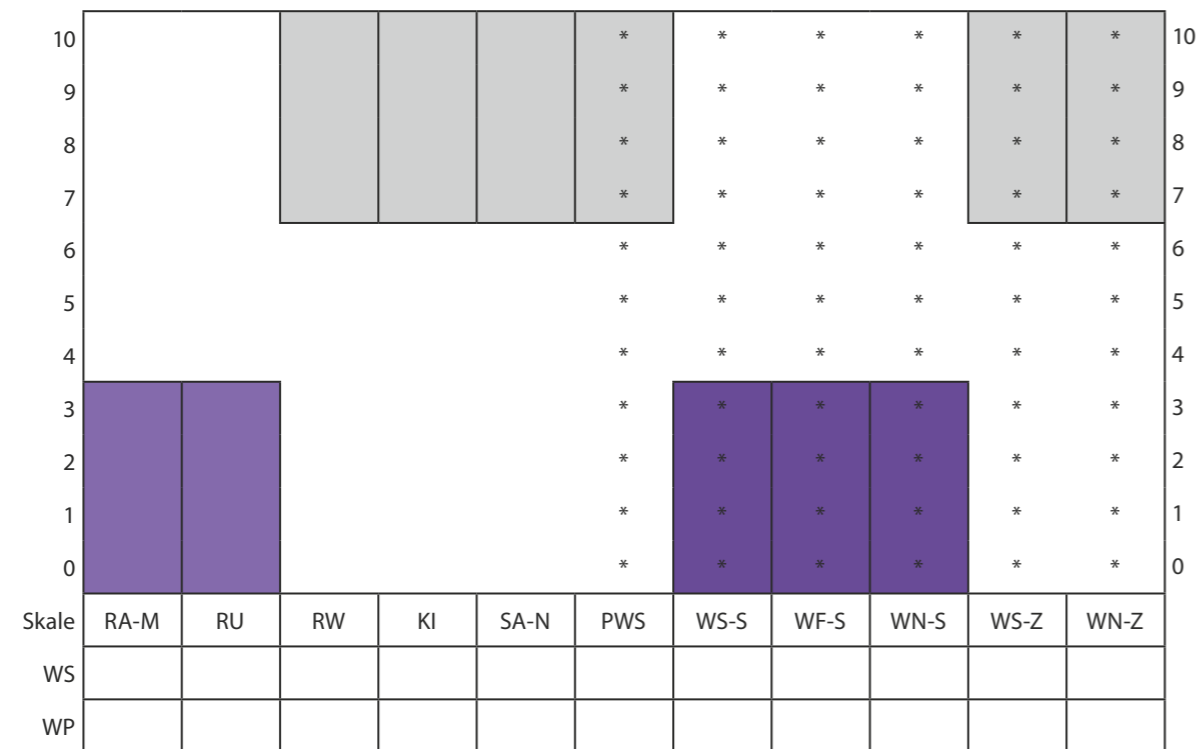 10 * * * * * * 10
9 * * * * * * 9
8 * * * * * * 8
7 * * * * * * 7
6 * * * * * * 6
5 * * * * * * 5
4 * * * * * * 4
3 * * * * * * 3
2 * * * * * * 2
1 * * * * * * 1
0 * * * * * * 0
Skale RA-M RU RW KI SA-N PWS WS-S WF-S WN-S WS-Z WN-Z
WS
WP